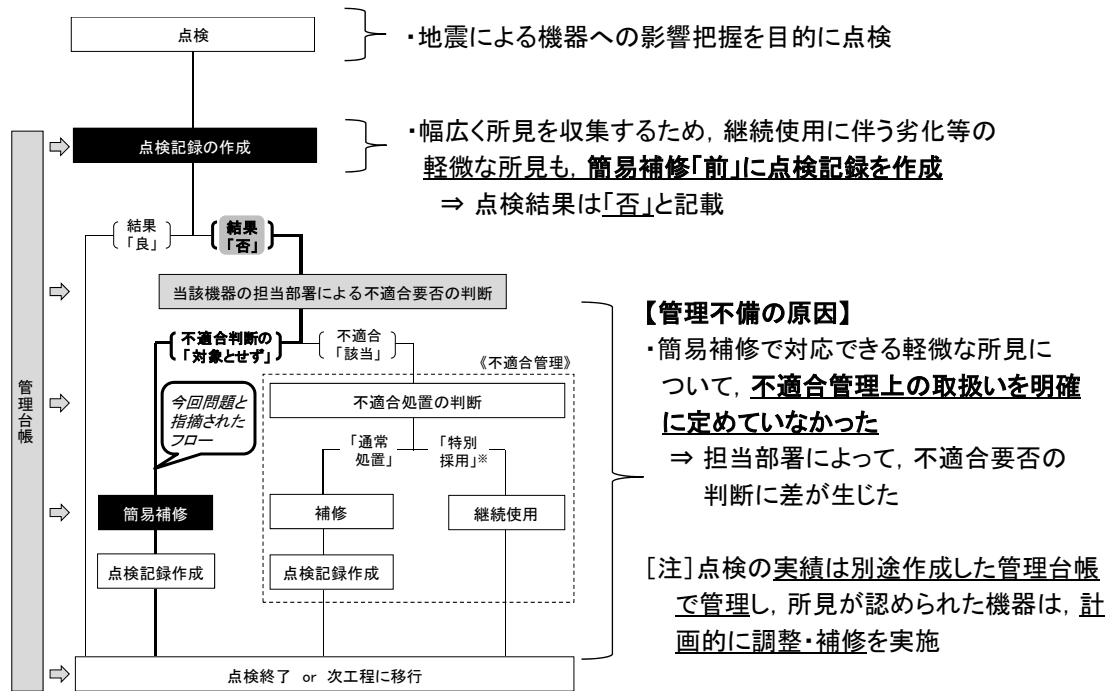 点検
・地震による機器への影響把握を目的に点検
点検記録の作成
・幅広く所見を収集するため，継続使用に伴う劣化等の
軽微な所見も，簡易補修「前」に点検記録を作成
⇒ 点検結果は「否」と記載
結果
「良」
結果
「否」
当該機器の担当部署による不適合要否の判断
不適合判断の
「対象とせず」
不適合
「該当」
《不適合管理》
管理台帳
不適合処置の判断
今回問題と
指摘された
フロー
「通常
処置」
「特別
採用」※
簡易補修
補修
継続使用
点検記録作成
点検記録作成
点検終了 or 次工程に移行
【管理不備の原因】
・簡易補修で対応できる軽微な所見に
ついて，不適合管理上の取扱いを明確
に定めていなかった
⇒ 担当部署によって，不適合要否の
判断に差が生じた
［注］点検の実績は別途作成した管理台帳
で管理し，所見が認められた機器は，計
画的に調整・補修を実施